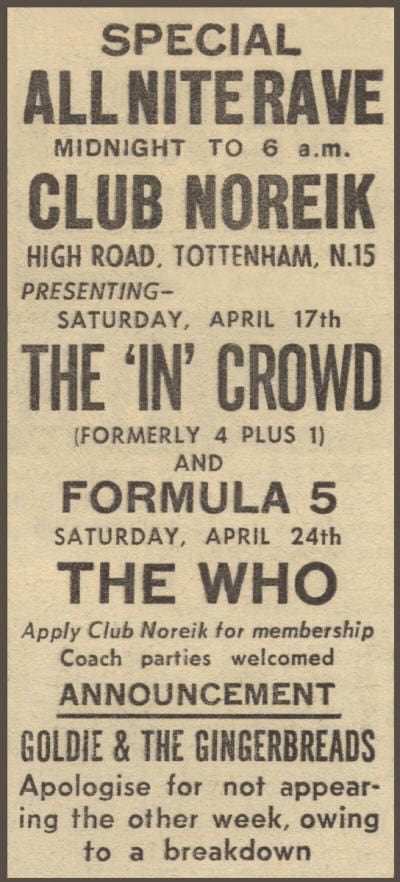 SPECIAL
ALL NITE RAVE
MIDNIGHT TO 6 a.m.
CLUB NOREIK
HIGH ROAD, TOTTENHAM, N.15
PRESENTING–
SATURDAY, APRIL 17th
THE ‘IN’ CROWD
(FORMERLY 4 PLUS 1)
AND
FORMULA 5
SATURDAY, APRIL 24th
THE WHO
Apply Club Noreik for membership
Coach parties welcomed
ANNOUNCEMENT
GOLDIE & THE GINGERBREADS
Apologise for not appear-
ing the other week, owing
to a breakdown